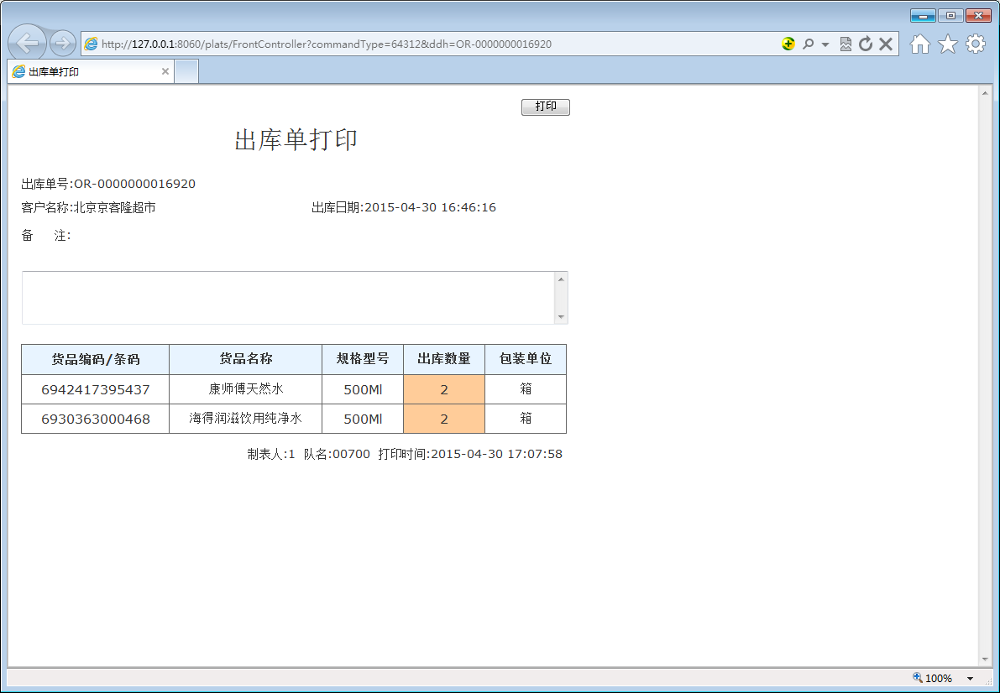 http://127.0.0.1:8060/plats/FrontController?commandType=64312&ddh=OR-0000000016920
出库单打印
打印
出库单打印
出库单号:OR-0000000016920
客户名称:北京京客隆超市 出库日期:2015-04-30 16:46:16
备 注:
货品编码/条码 货品名称 规格型号 出库数量 包装单位
6942417395437 康师傅天然水 500Ml 2 箱
6930363000468 海得润滋饮用纯净水 500Ml 2 箱
制表人:1 队名:00700 打印时间:2015-04-30 17:07:58
100%